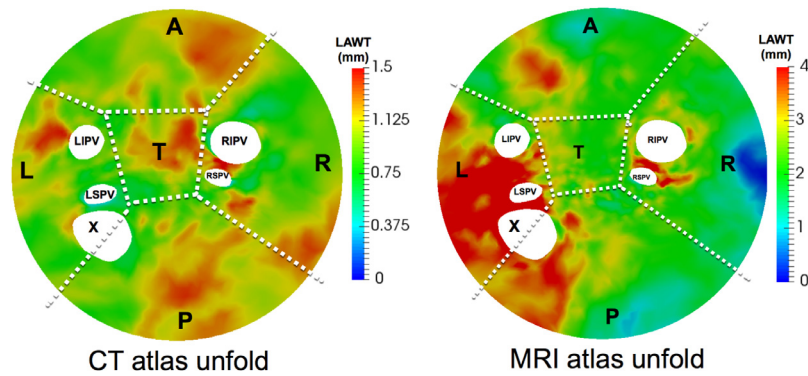 A
LIPV
T
RIPV
L
R
RSPV
LSPV
X
P
LAWT
(mm)
1.5
1.125
0.75
0.375
0
CT atlas unfold
A
LIPV
RIPV
T
L
R
RSPV
LSPV
X
P
LAWT
(mm)
4
3
2
1
0
MRI atlas unfold